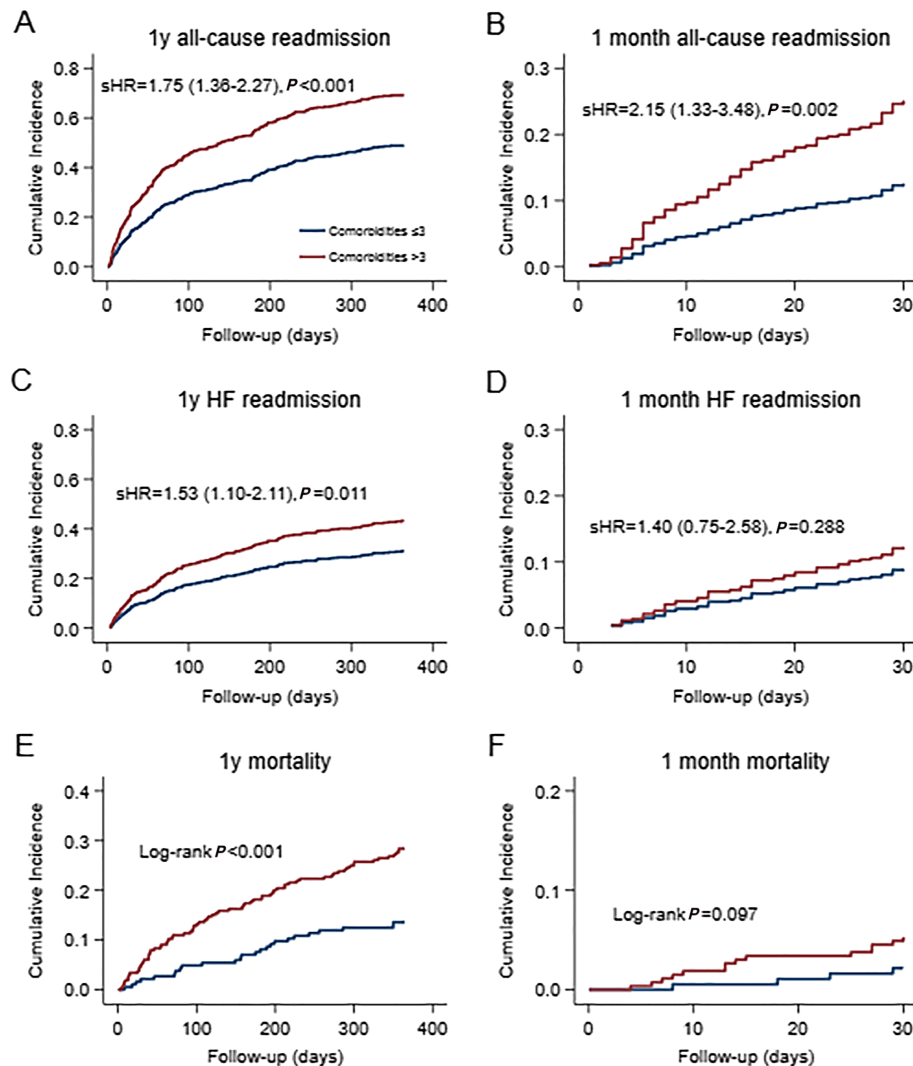 A
1y all-cause readmission
sHR=1.75 (1.36-2.27), P<0.001
Cumulative Incidence
0.8
0.6
0.4
0.2
0.0
Comoroidities ≤3
Comoroidities >3
0 100 200 300 400
Follow-up (days)
B
1 month all-cause readmission
sHR=2.15 (1.33-3.48), P=0.002
Cumulative Incidence
0.3
0.2
0.1
0.0
0 10 20 30
Follow-up (days)
C
1y HF readmission
sHR=1.53 (1.10-2.11), P=0.011
Cumulative Incidence
0.8
0.6
0.4
0.2
0.0
0 100 200 300 400
Follow-up (days)
D
1 month HF readmission
sHR=1.40 (0.75-2.58), P=0.288
Cumulative Incidence
0.3
0.2
0.1
0.0
0 10 20 30
Follow-up (days)
E
1y mortality
Log-rank P<0.001
Cumulative Incidence
0.4
0.3
0.2
0.1
0.0
0 100 200 300 400
Follow-up (days)
F
1 month mortality
Log-rank P=0.097
Cumulative Incidence
0.2
0.1
0.0
0 10 20 30
Follow-up (days)